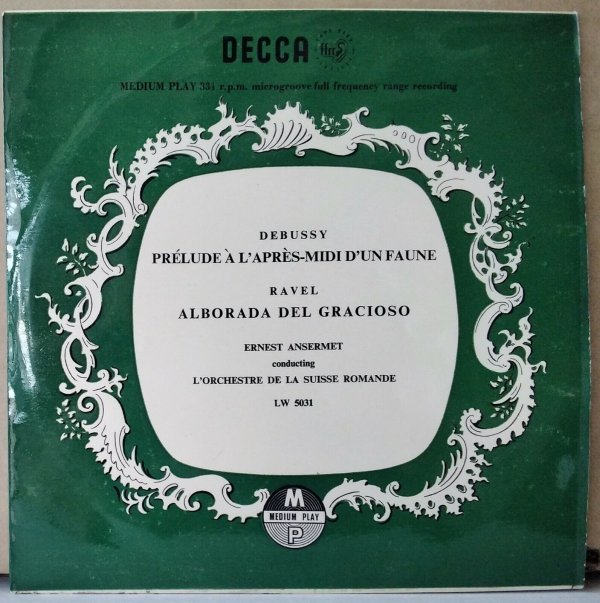 DECCA ffrr
MEDIUM PLAY 33⅓ r.p.m. microgroove full frequency range recording
DEBUSSY
PRÉLUDE À L'APRÈS-MIDI D'UN FAUNE
RAVEL
ALBORADA DEL GRACIOSO
ERNEST ANSERMET
conducting
L'ORCHESTRE DE LA SUISSE ROMANDE
LW 5031
M
MEDIUM PLAY
P